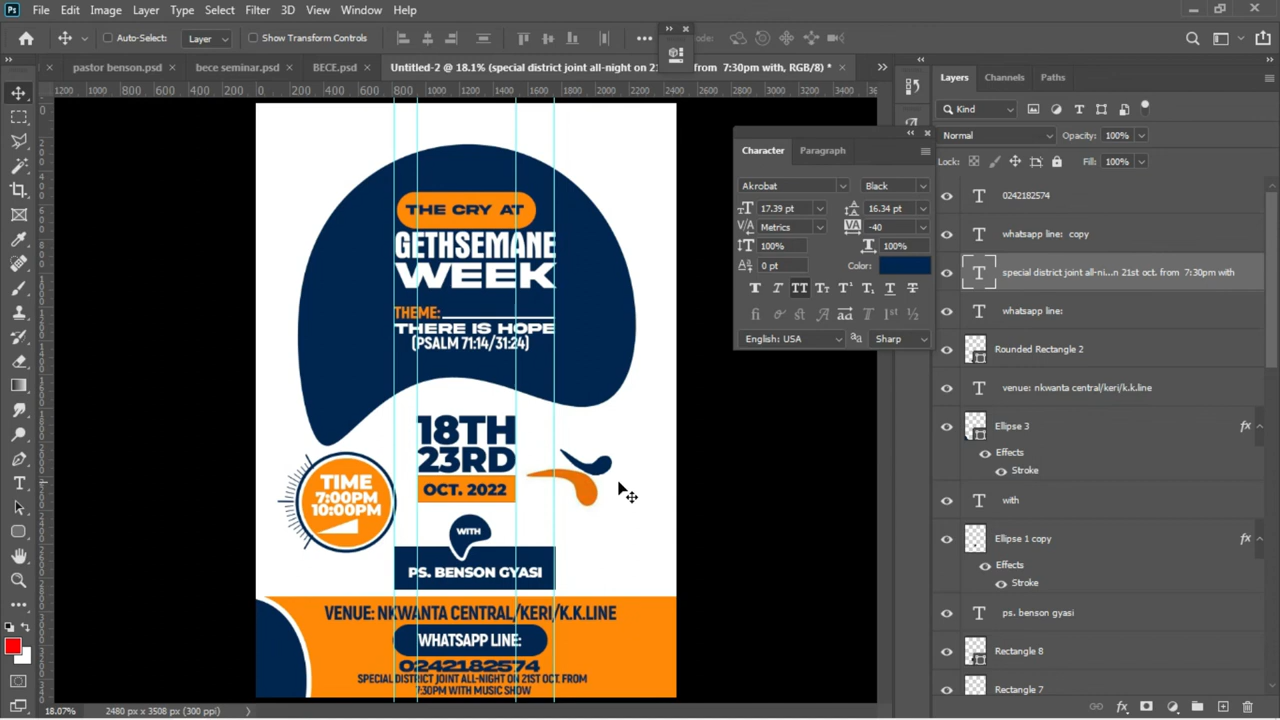 File Edit Image Layer Type Select Filter 3D View Window Help
Auto-Select: Layer Show Transform Controls
pastor benson.psd × bece seminar.psd × BECE.psd × Untitled-2 @ 18.1% (special district joint all-night on 21st oct. from 7:30pm with, RGB/8) * ×
THE CRY AT
GETHSEMANE
WEEK
THEME:
THERE IS HOPE
(PSALM 71:14/31:24)
18TH
23RD
OCT. 2022
TIME
7:00PM
10:00PM
WITH
PS. BENSON GYASI
VENUE: NKWANTA CENTRAL/KERI/K.K.LINE
WHATSAPP LINE:
0242182574
SPECIAL DISTRICT JOINT ALL-NIGHT ON 21ST OCT. FROM
7:30PM WITH MUSIC SHOW
18.07% 2480 px x 3508 px (300 ppi)
Character Paragraph
Akrobat Black
17.39 pt 16.34 pt
Metrics -40
100% 100%
0 pt Color:
English: USA Sharp
Layers Channels Paths
Kind
Normal Opacity: 100%
Lock: Fill: 100%
0242182574
whatsapp line: copy
special district joint all-ni...n 21st oct. from 7:30pm with
whatsapp line:
Rounded Rectangle 2
venue: nkwanta central/keri/k.k.line
Ellipse 3 fx
Effects
Stroke
with
Ellipse 1 copy fx
Effects
Stroke
ps. benson gyasi
Rectangle 8
Rectangle 7